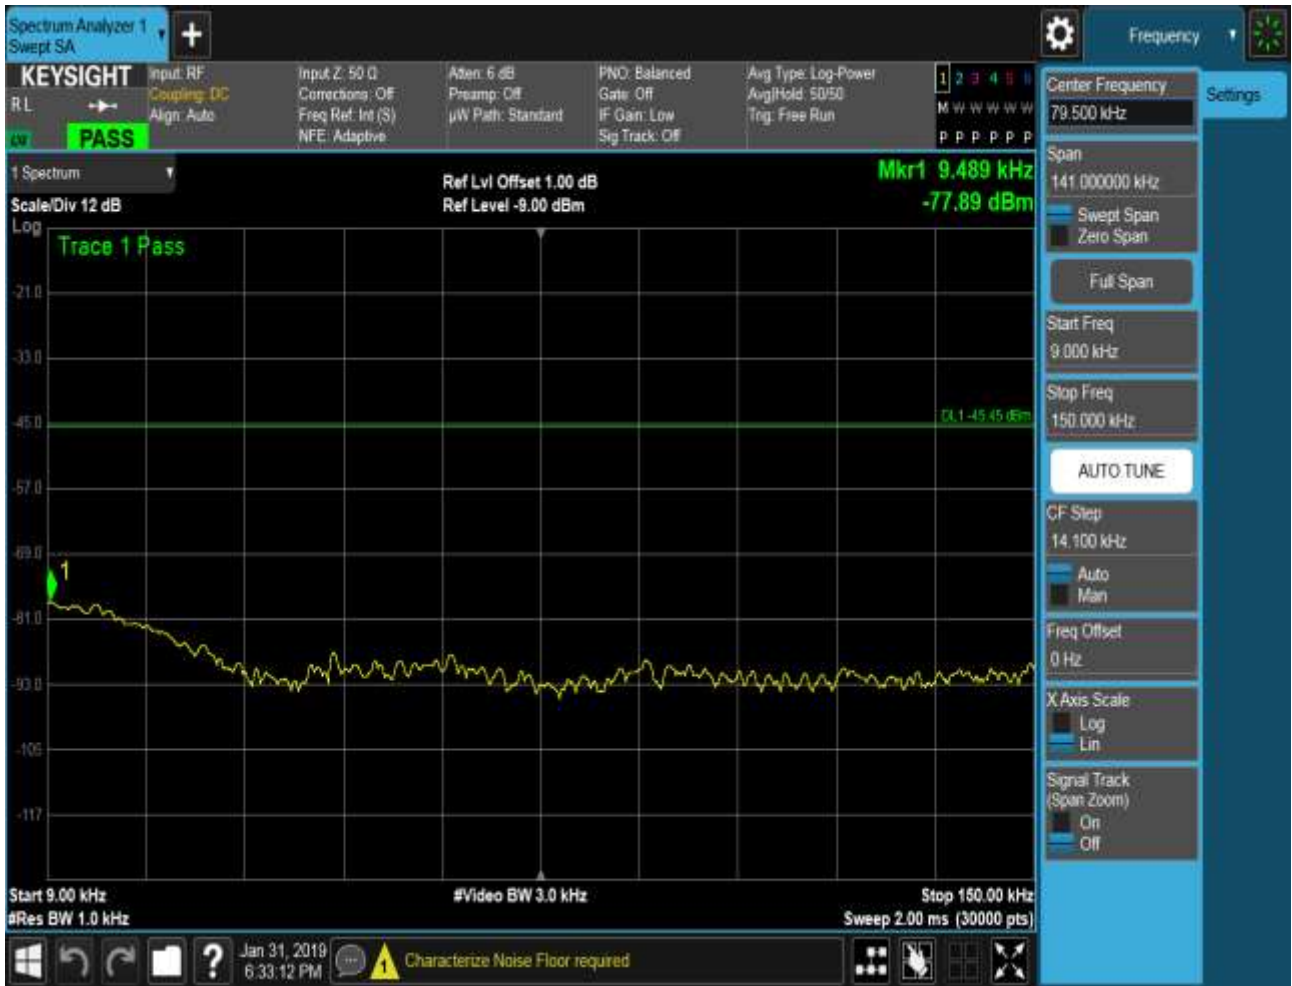 Spectrum Analyzer 1
Swept SA
Frequency
KEYSIGHT
Input: RF
Coupling: DC
Align: Auto
Input Z: 50 Ω
Corrections: Off
Freq Ref: Int (S)
NFE: Adaptive
Atten: 6 dB
Preamp: Off
µW Path: Standard
PNO: Balanced
Gate: Off
IF Gain: Low
Sig Track: Off
Avg Type: Log-Power
Avg|Hold: 50/50
Trig: Free Run
1 2 3 4 5 6
M W W W W W
P P P P P P
R L
PASS
1 Spectrum
Scale/Div 12 dB
Ref Lvl Offset 1.00 dB
Ref Level -9.00 dBm
Mkr1 9.489 kHz
-77.89 dBm
Log
Trace 1 Pass
-21.0
-33.0
-45.0
DL1 -45.45 dBm
-57.0
-69.0
1
-81.0
-93.0
-105
-117
Start 9.00 kHz
#Video BW 3.0 kHz
Stop 150.00 kHz
#Res BW 1.0 kHz
Sweep 2.00 ms (30000 pts)
Center Frequency
79.500 kHz
Settings
Span
141.000000 kHz
Swept Span
Zero Span
Full Span
Start Freq
9.000 kHz
Stop Freq
150.000 kHz
AUTO TUNE
CF Step
14.100 kHz
Auto
Man
Freq Offset
0 Hz
X Axis Scale
Log
Lin
Signal Track
(Span Zoom)
On
Off
?
Jan 31, 2019
6:33:12 PM
1
Characterize Noise Floor required